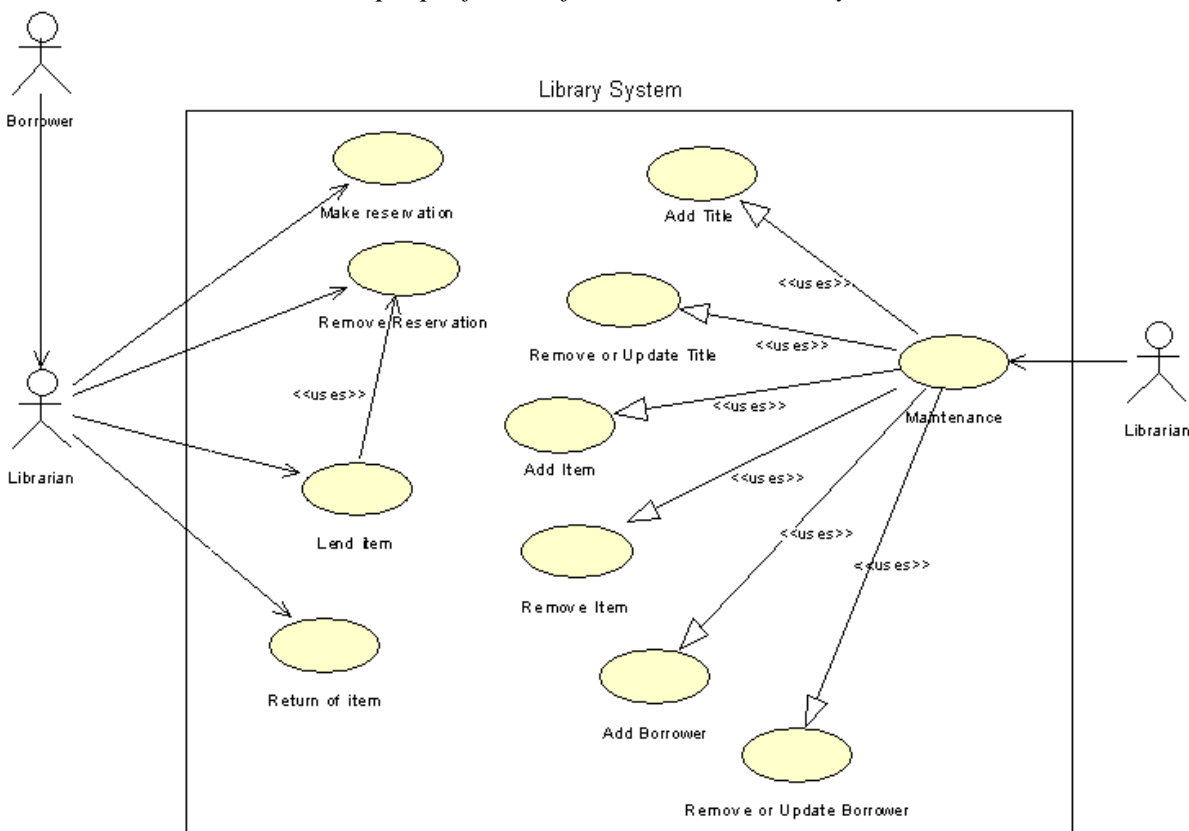 Library System
Borrower
Make reservation
Add Title
<<uses>>
Remove Reservation
Remove or Update Title
<<uses>>
<<uses>>
<<uses>>
Maintenance
Librarian
Librarian
Add Item
<<uses>>
Lend item
<<uses>>
<<uses>>
Remove Item
Return of item
Add Borrower
Remove or Update Borrower